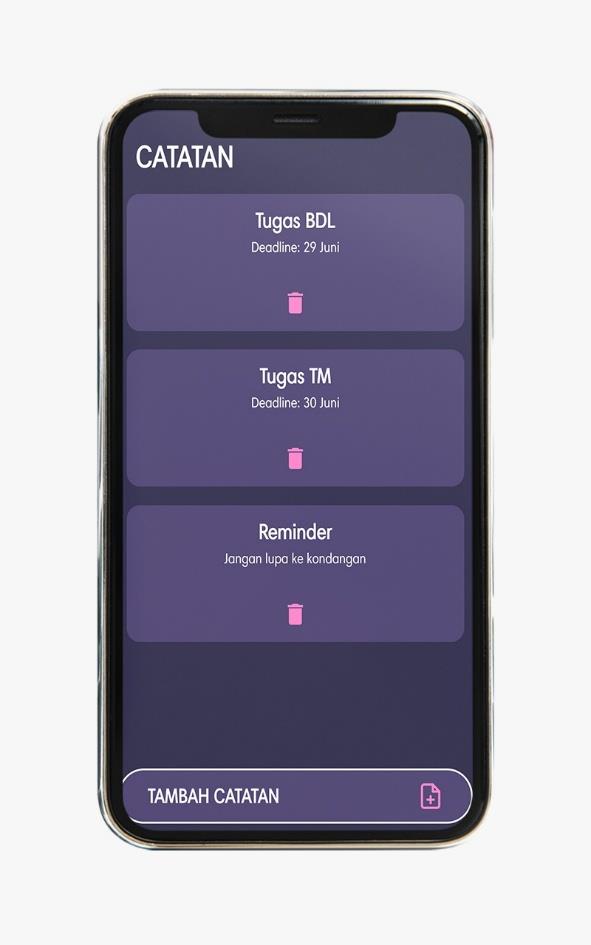 CATATAN
Tugas BDL
Deadline: 29 Juni
Tugas TM
Deadline: 30 Juni
Reminder
Jangan lupa ke kondangan
TAMBAH CATATAN